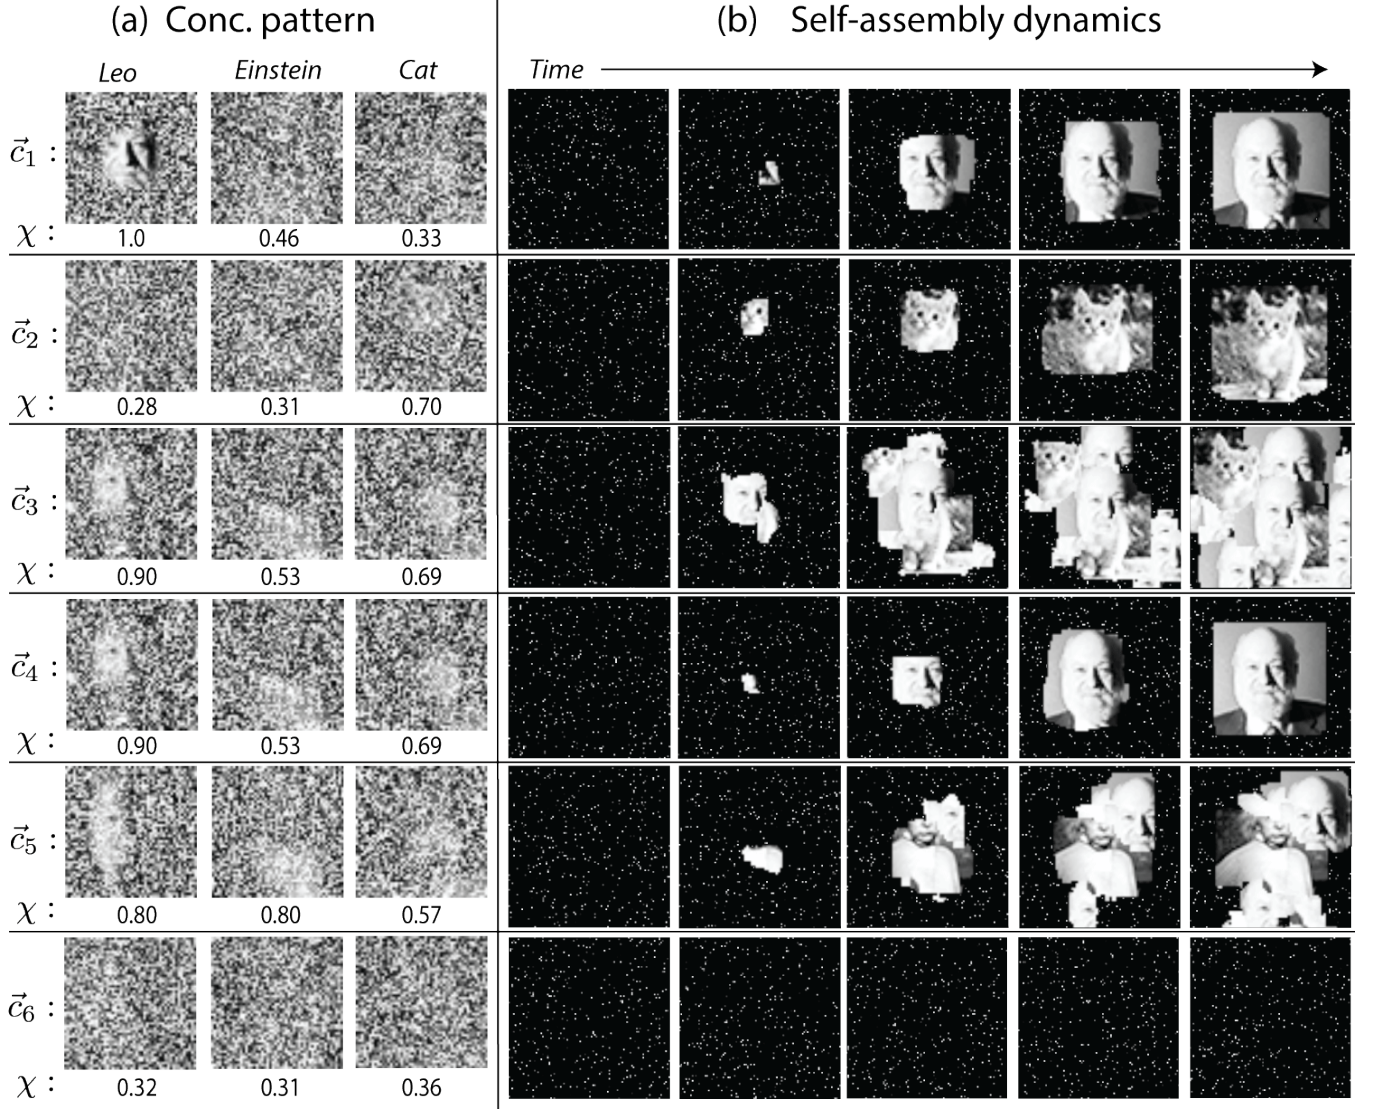 (a) Conc. pattern
(b) Self-assembly dynamics
Leo Einstein Cat
Time
c⃗1 :
χ : 1.0 0.46 0.33
c⃗2 :
χ : 0.28 0.31 0.70
c⃗3 :
χ : 0.90 0.53 0.69
c⃗4 :
χ : 0.90 0.53 0.69
c⃗5 :
χ : 0.80 0.80 0.57
c⃗6 :
χ : 0.32 0.31 0.36